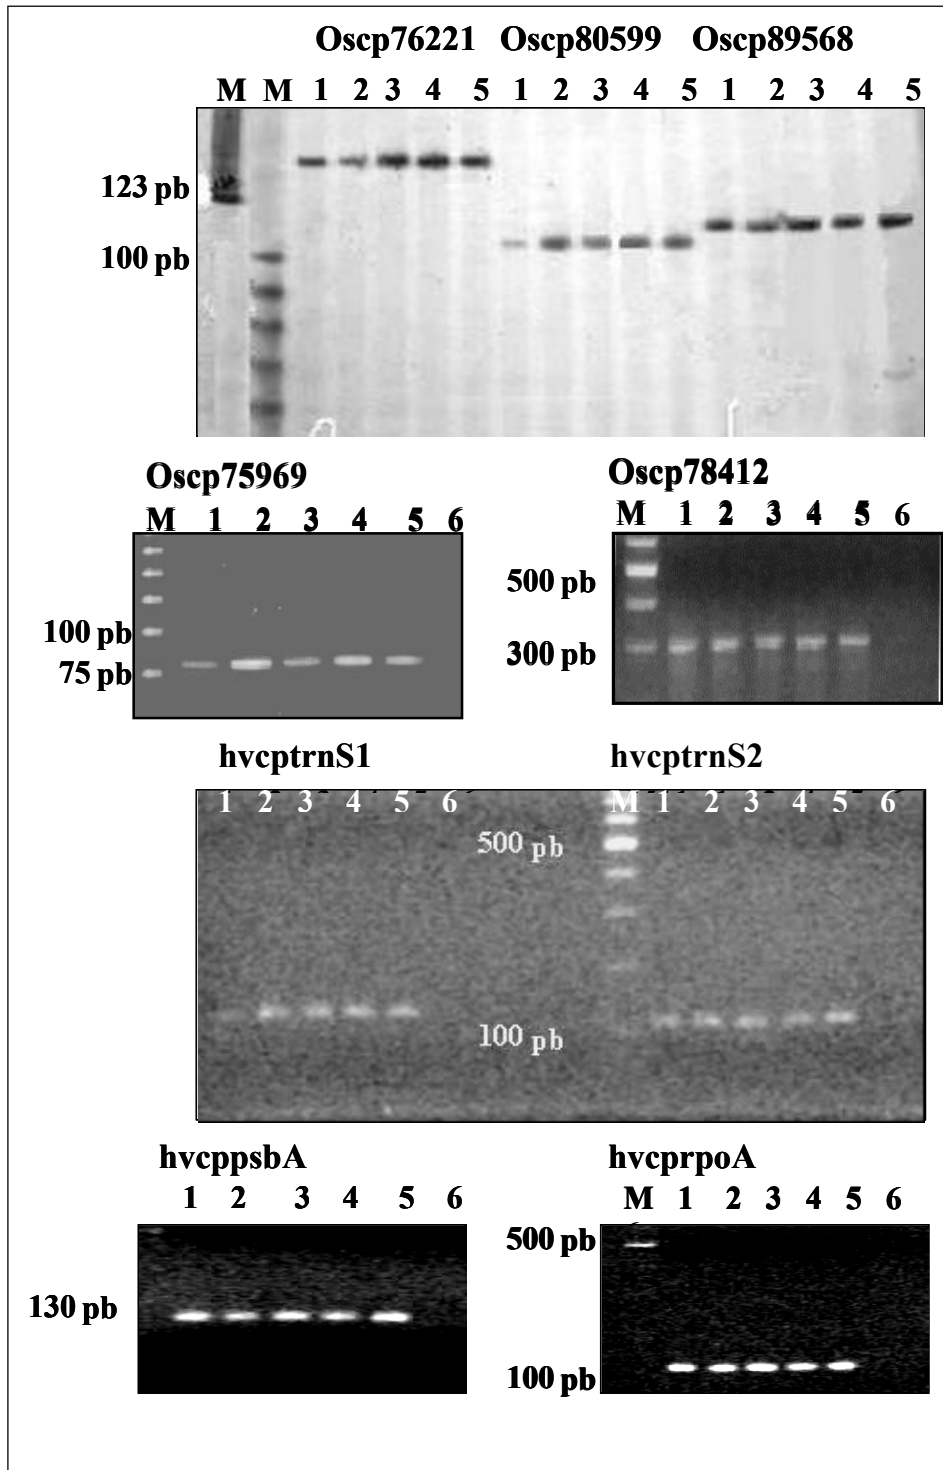 Oscp76221 Oscp80599 Oscp89568
M M 1 2 3 4 5 1 2 3 4 5 1 2 3 4 5
123 pb
100 pb
Oscp75969
M 1 2 3 4 5 6
100 pb
75 pb
Oscp78412
M 1 2 3 4 5 6
500 pb
300 pb
hvcptrnS1 hvcptrnS2
1 2 3 4 5 6 M 1 2 3 4 5 6
500 pb
100 pb
hvcppsbA
1 2 3 4 5 6
130 pb
hvcprpoA
M 1 2 3 4 5 6
500 pb
100 pb